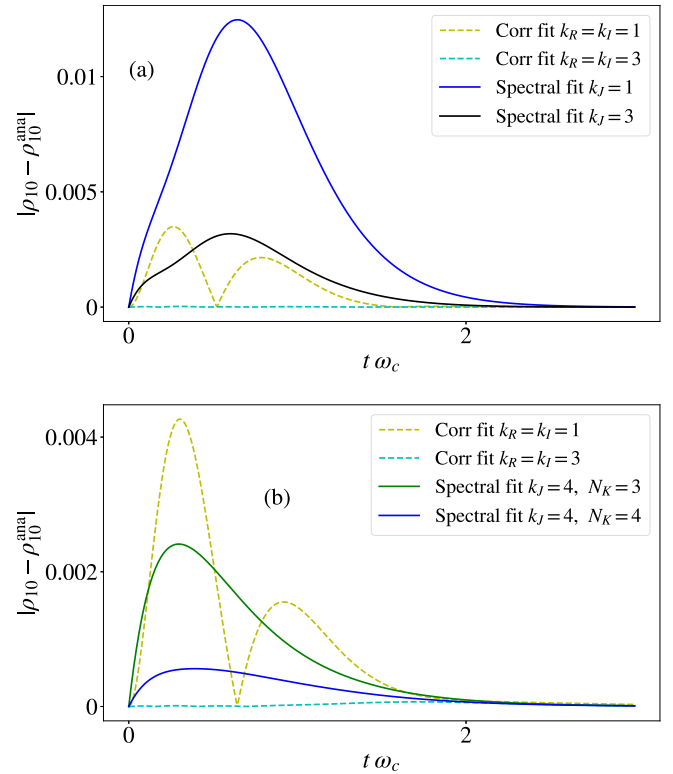 (a)
Corr fit k_R = k_I = 1
Corr fit k_R = k_I = 3
Spectral fit k_J = 1
Spectral fit k_J = 3
|ρ_10 − ρ_10^ana|
0.01
0.005
0
0
2
t ω_c
(b)
Corr fit k_R = k_I = 1
Corr fit k_R = k_I = 3
Spectral fit k_J = 4, N_K = 3
Spectral fit k_J = 4, N_K = 4
|ρ_10 − ρ_10^ana|
0.004
0.002
0
0
2
t ω_c